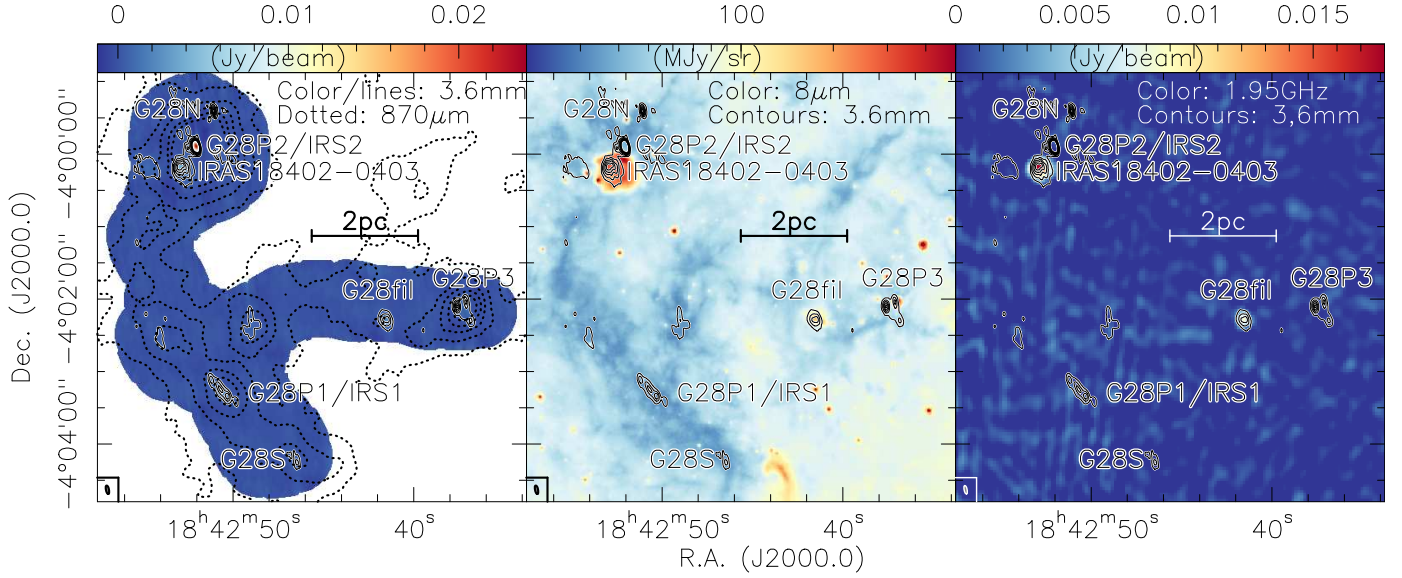 0 0.01 0.02 100 0 0.005 0.01 0.015
(Jy/beam) (MJy/sr) (Jy/beam)
Color/lines: 3.6mm
Dotted: 870μm
G28N
G28P2/IRS2
IRAS18402−0403
2pc
G28fil
G28P3
G28P1/IRS1
G28S
Color: 8μm
Contours: 3.6mm
G28N
G28P2/IRS2
IRAS18402−0403
2pc
G28fil
G28P3
G28P1/IRS1
G28S
Color: 1.95GHz
Contours: 3,6mm
G28N
G28P2/IRS2
IRAS18402−0403
2pc
G28fil
G28P3
G28P1/IRS1
G28S
Dec. (J2000.0)
−4°00'00"
−4°02'00"
−4°04'00"
18h42m50s 40s 18h42m50s 40s 18h42m50s 40s
R.A. (J2000.0)